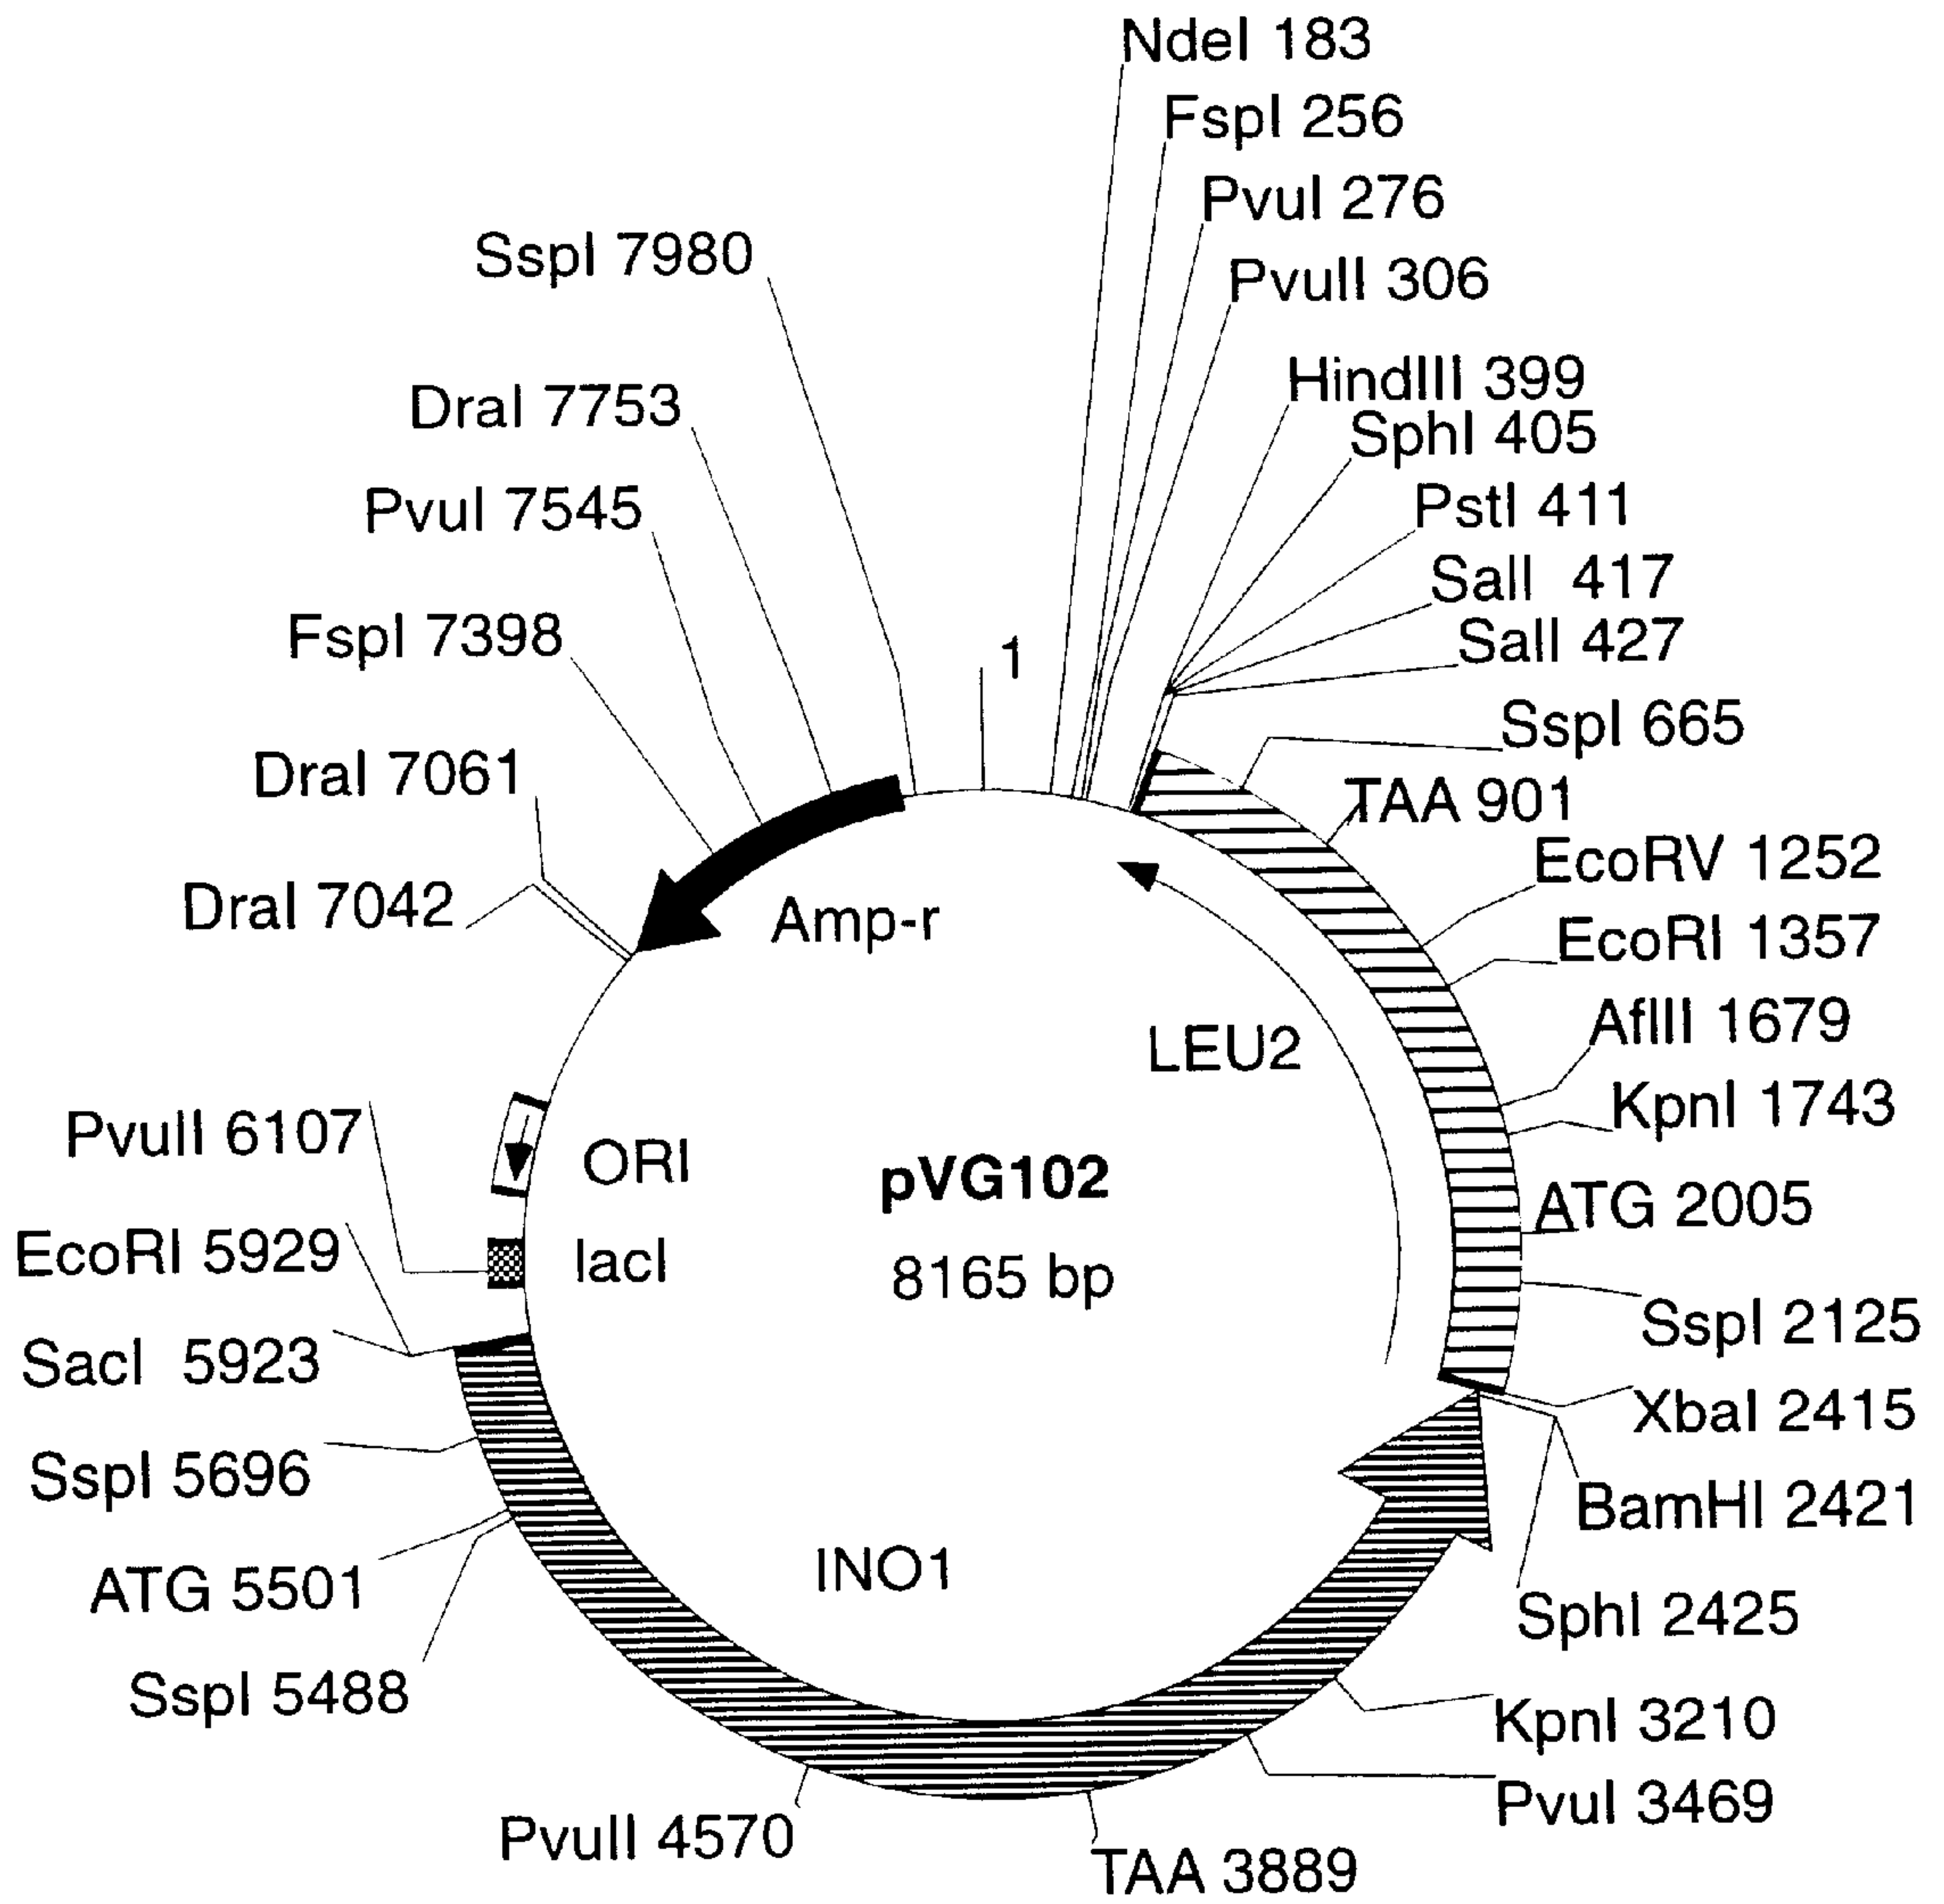 NdeI 183
FspI 256
PvuI 276
PvuII 306
HindIII 399
SphI 405
PstI 411
SalI 417
SalI 427
SspI 665
TAA 901
EcoRV 1252
EcoRI 1357
AflII 1679
KpnI 1743
ATG 2005
SspI 2125
XbaI 2415
BamHI 2421
SphI 2425
KpnI 3210
PvuI 3469
TAA 3889
PvuII 4570
SspI 5488
ATG 5501
SspI 5696
SacI 5923
EcoRI 5929
PvuII 6107
DraI 7042
DraI 7061
FspI 7398
PvuI 7545
DraI 7753
SspI 7980
1
Amp-r
LEU2
ORI
lacI
pVG102
8165 bp
INO1